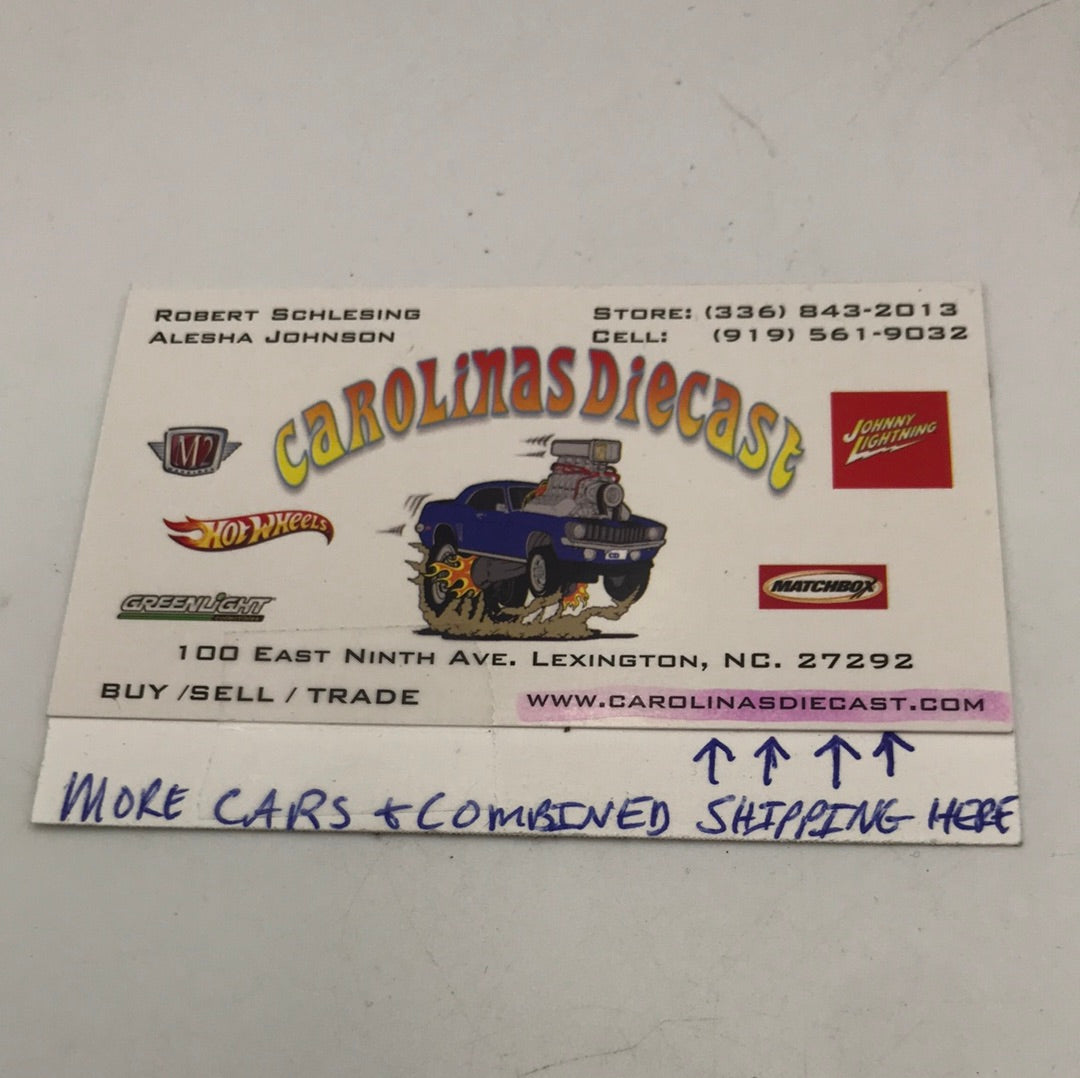 ROBERT SCHLESING
ALESHA JOHNSON
STORE: (336) 843-2013
CELL: (919) 561-9032
CAROLiNAS DiECASt
M2
JOHNNY
LIGHTNING
HOT WHEELS
CD
MATCHBOX
GREENLiGHT
100 EAST NINTH AVE. LEXINGTON, NC. 27292
BUY /SELL / TRADE
WWW.CAROLINASDIECAST.COM
↑ ↑ ↑ ↑
MORE CARS + COMBINED SHIPPING HERE